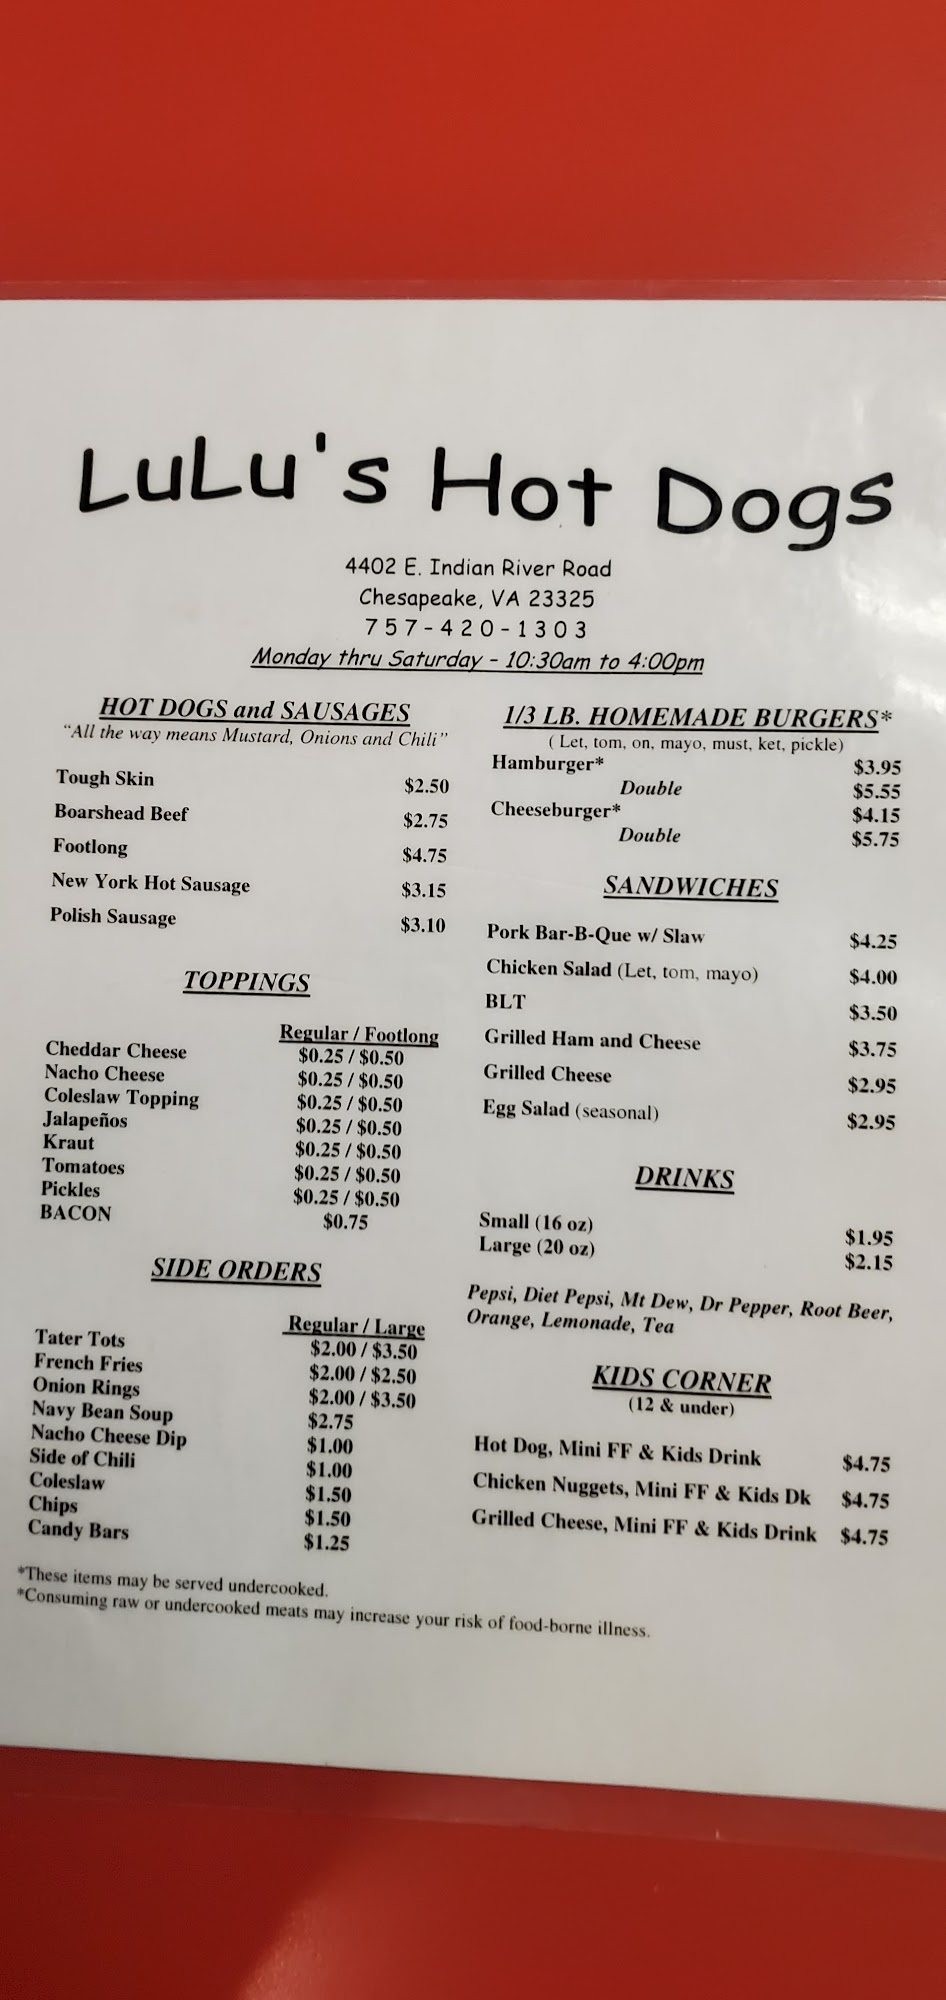 LuLu's Hot Dogs
4402 E. Indian River Road
Chesapeake, VA 23325
757-420-1303
Monday thru Saturday - 10:30am to 4:00pm
HOT DOGS and SAUSAGES
"All the way means Mustard, Onions and Chili"
Tough Skin $2.50
Boarshead Beef $2.75
Footlong $4.75
New York Hot Sausage $3.15
Polish Sausage $3.10
TOPPINGS
Regular / Footlong
Cheddar Cheese $0.25 / $0.50
Nacho Cheese $0.25 / $0.50
Coleslaw Topping $0.25 / $0.50
Jalapeños $0.25 / $0.50
Kraut $0.25 / $0.50
Tomatoes $0.25 / $0.50
Pickles $0.25 / $0.50
BACON $0.75
SIDE ORDERS
Regular / Large
Tater Tots $2.00 / $3.50
French Fries $2.00 / $2.50
Onion Rings $2.00 / $3.50
Navy Bean Soup $2.75
Nacho Cheese Dip $1.00
Side of Chili $1.00
Coleslaw $1.50
Chips $1.50
Candy Bars $1.25
1/3 LB. HOMEMADE BURGERS*
( Let, tom, on, mayo, must, ket, pickle)
Hamburger* $3.95
Double $5.55
Cheeseburger* $4.15
Double $5.75
SANDWICHES
Pork Bar-B-Que w/ Slaw $4.25
Chicken Salad (Let, tom, mayo) $4.00
BLT $3.50
Grilled Ham and Cheese $3.75
Grilled Cheese $2.95
Egg Salad (seasonal) $2.95
DRINKS
Small (16 oz) $1.95
Large (20 oz) $2.15
Pepsi, Diet Pepsi, Mt Dew, Dr Pepper, Root Beer,
Orange, Lemonade, Tea
KIDS CORNER
(12 & under)
Hot Dog, Mini FF & Kids Drink $4.75
Chicken Nuggets, Mini FF & Kids Dk $4.75
Grilled Cheese, Mini FF & Kids Drink $4.75
*These items may be served undercooked.
*Consuming raw or undercooked meats may increase your risk of food-borne illness.